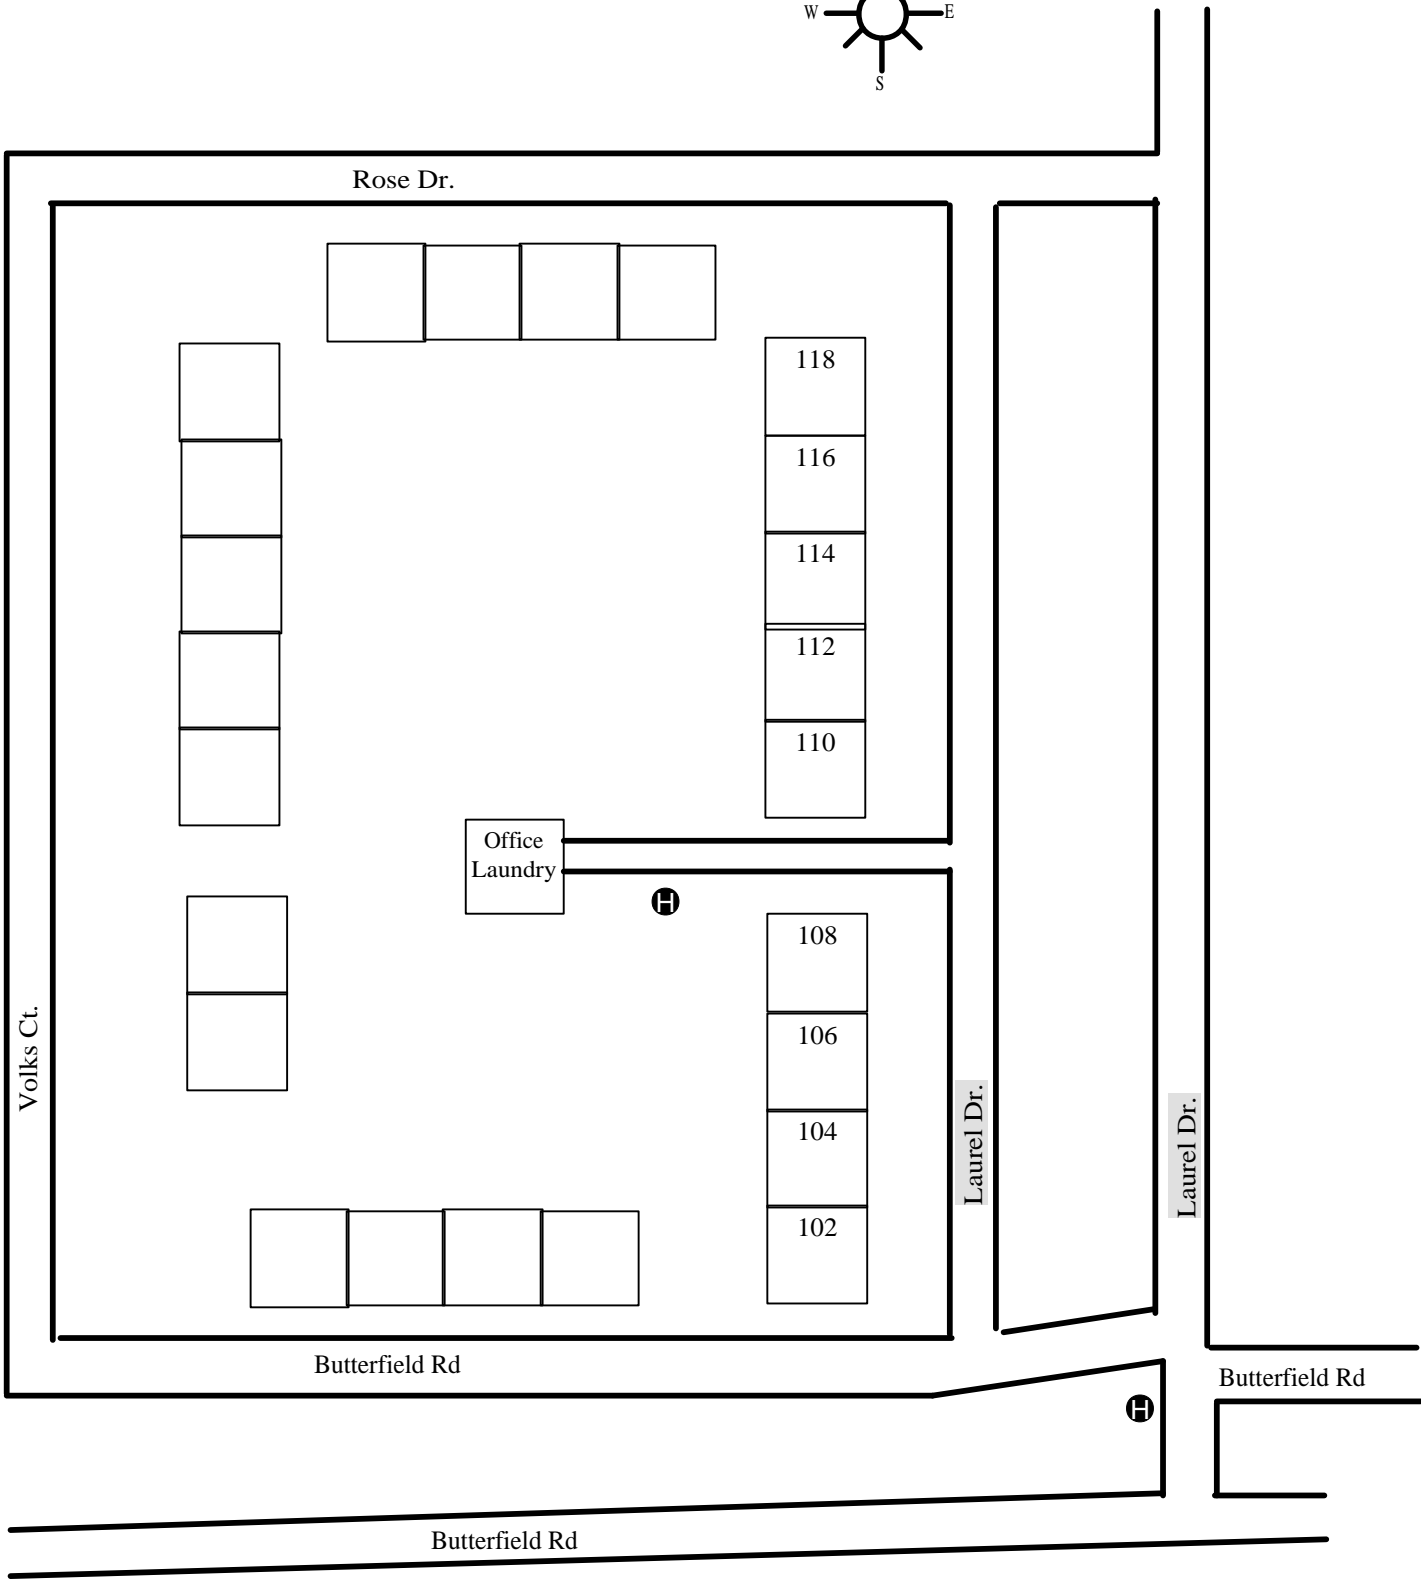 W
E
S
Rose Dr.
118
116
114
112
110
Office
Laundry
H
108
106
104
102
Volks Ct.
Laurel Dr.
Laurel Dr.
Butterfield Rd
Butterfield Rd
H
Butterfield Rd